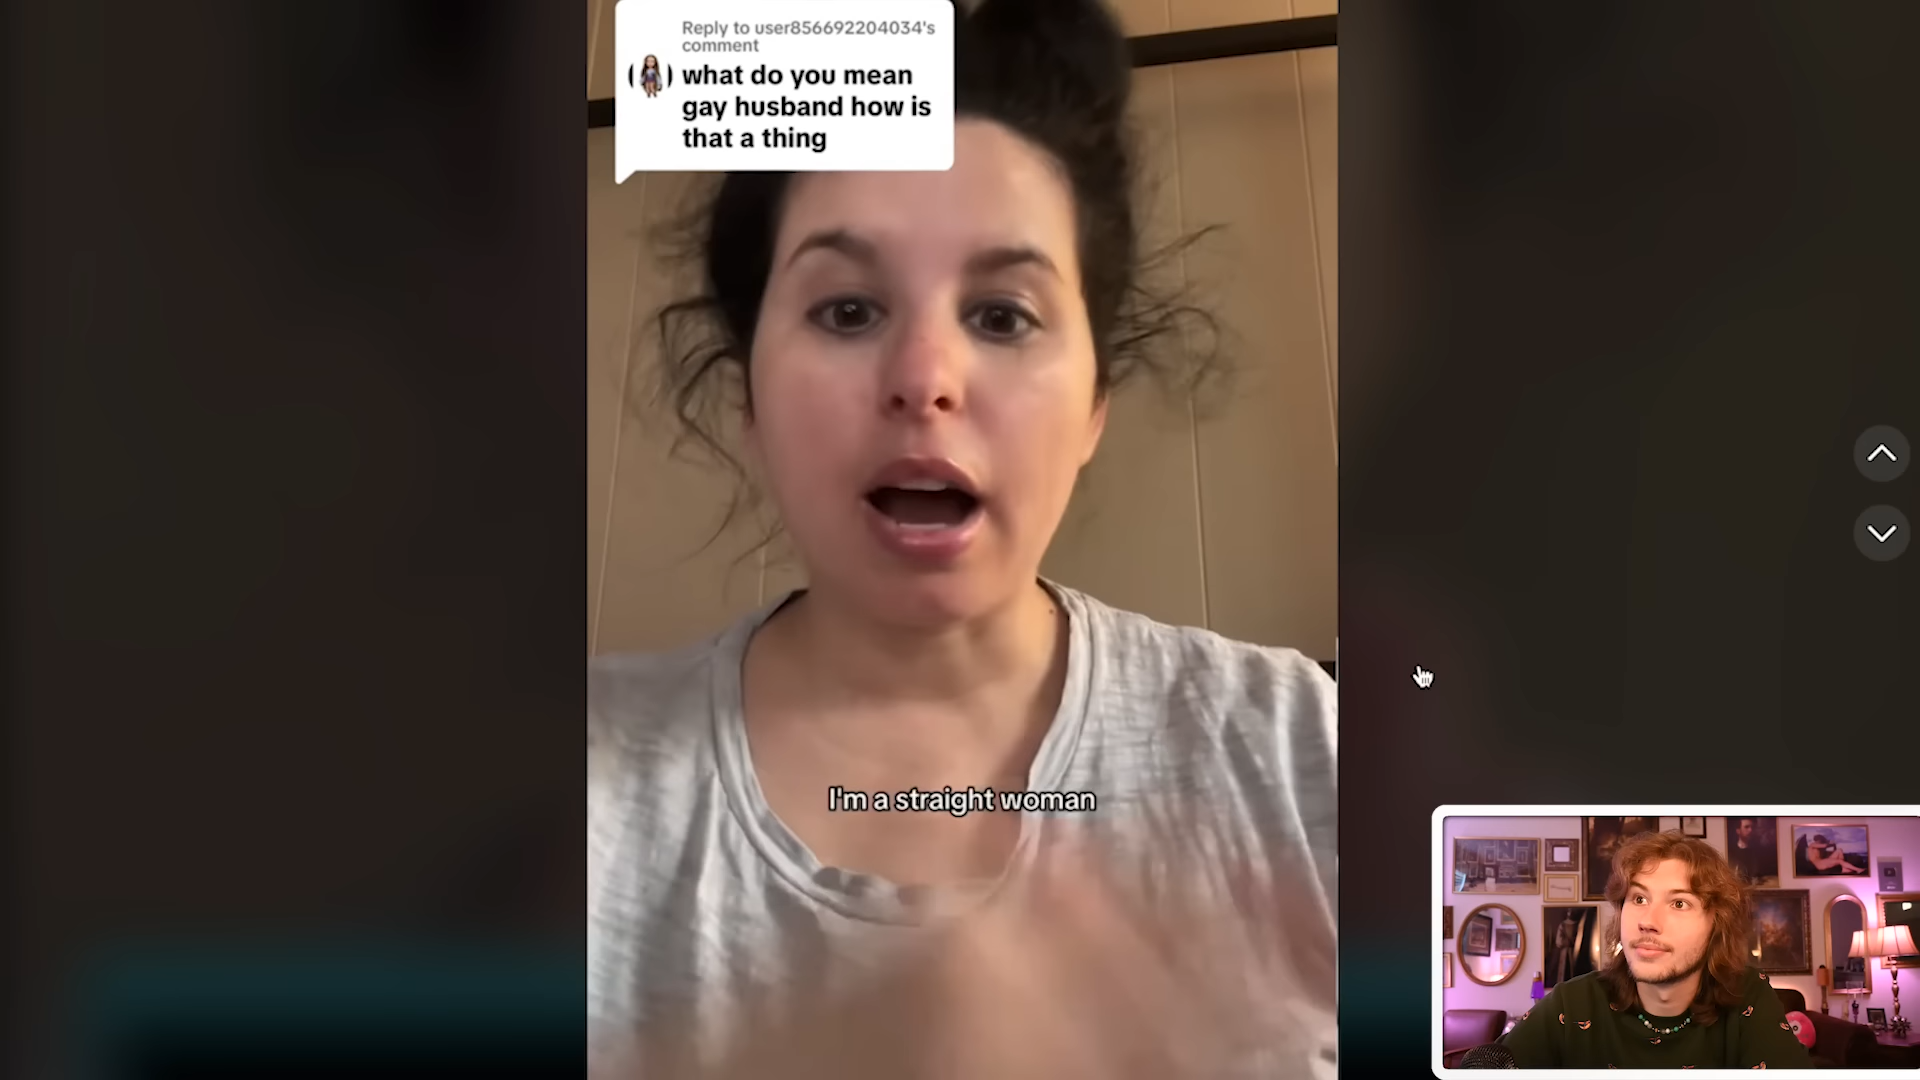 Reply to user856692204034's
comment
what do you mean
gay husband how is
that a thing
I'm a straight woman